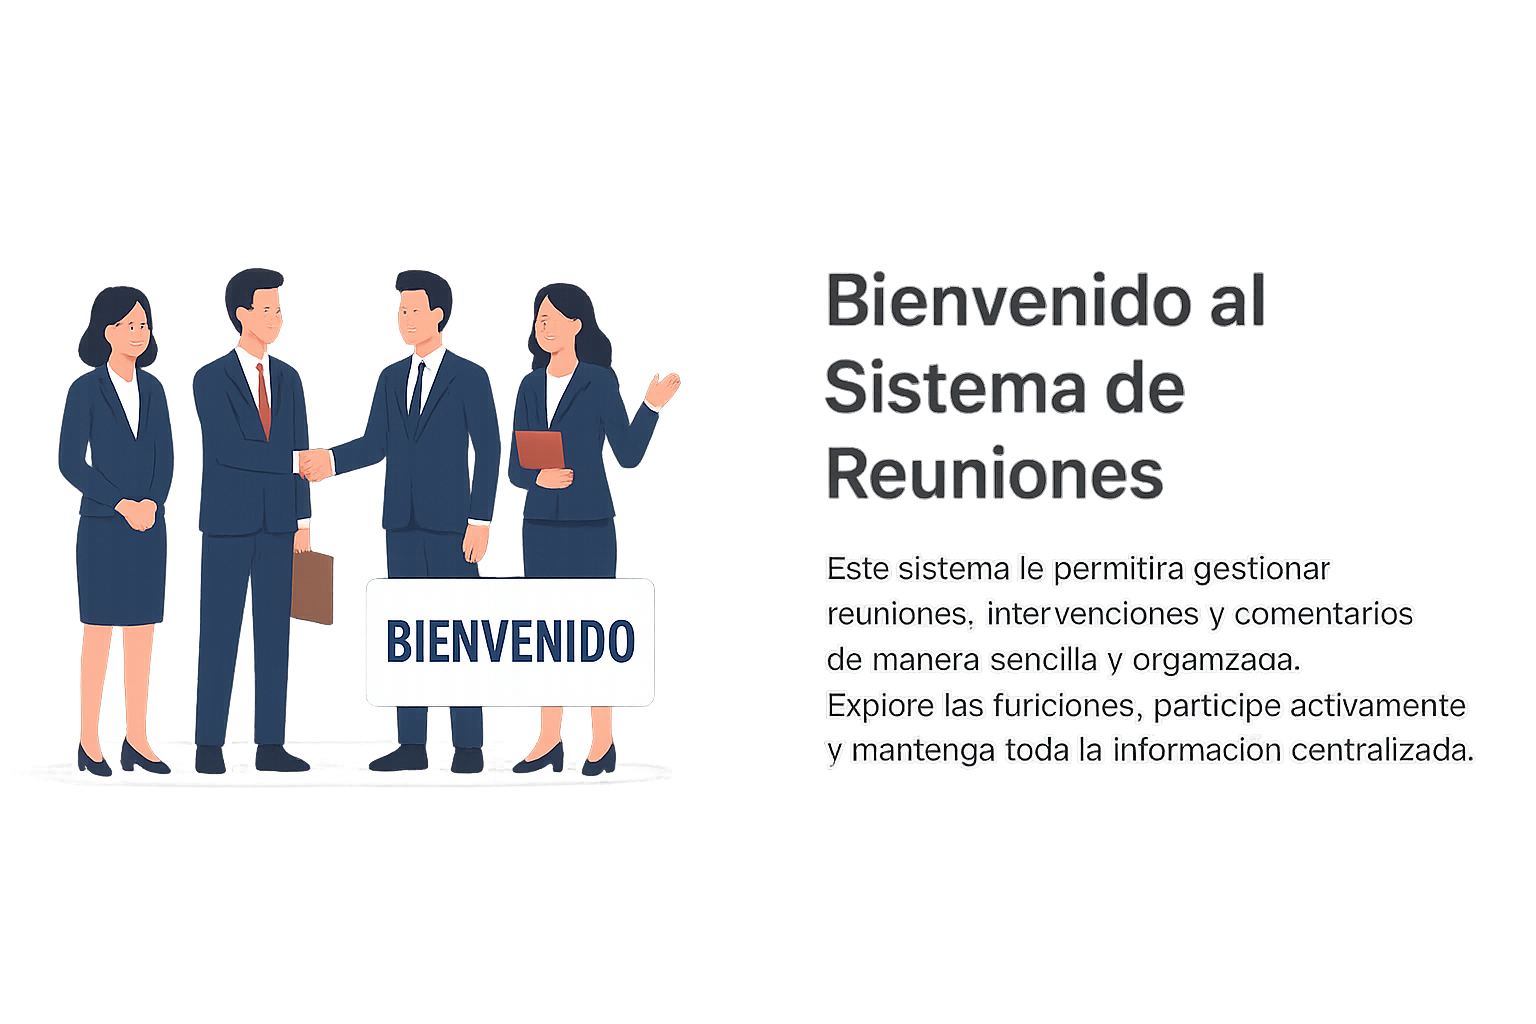 BIENVENIDO
Bienvenido al
Sistema de
Reuniones
Este sistema le permitira gestionar
reuniones, intervenciones y comentarios
de manera sencilla y orgamzaɑa.
Expiore las furiciones, participe activamente
y mantenga toda la informacion centralizada.